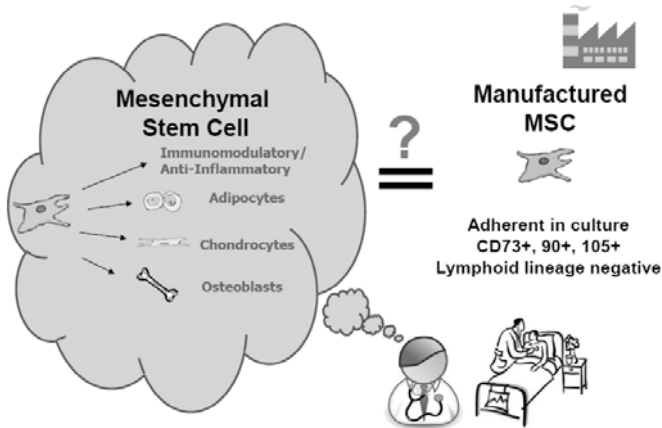 Mesenchymal
Stem Cell
Immunomodulatory/
Anti-Inflammatory
Adipocytes
Chondrocytes
Osteoblasts
?
=
Manufactured
MSC
Adherent in culture
CD73+, 90+, 105+
Lymphoid lineage negative